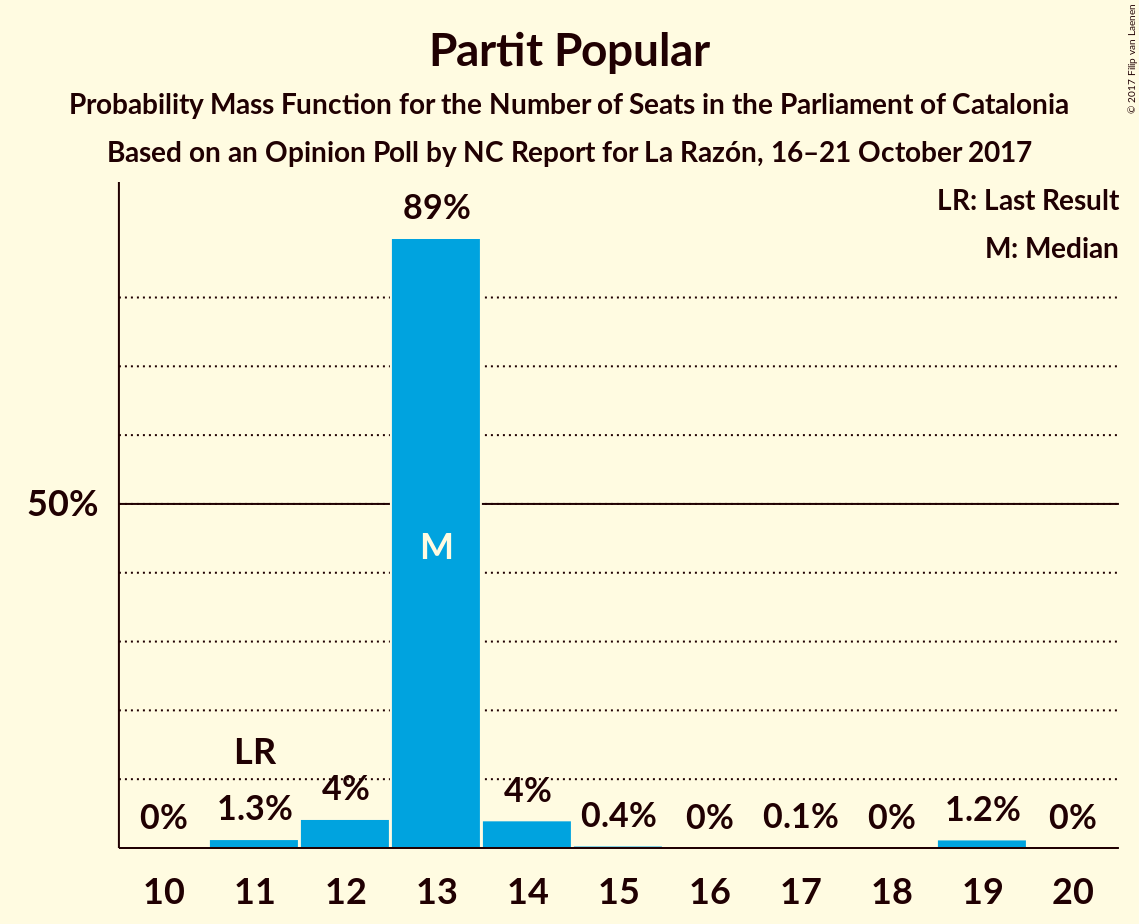 Partit Popular
Probability Mass Function for the Number of Seats in the Parliament of Catalonia
Based on an Opinion Poll by NC Report for La Razón, 16–21 October 2017
© 2017 Filip van Laenen
LR: Last Result
M: Median
89%
50%
M
LR
0%
1.3%
4%
4%
0.4%
0%
0.1%
0%
1.2%
0%
10 11 12 13 14 15 16 17 18 19 20